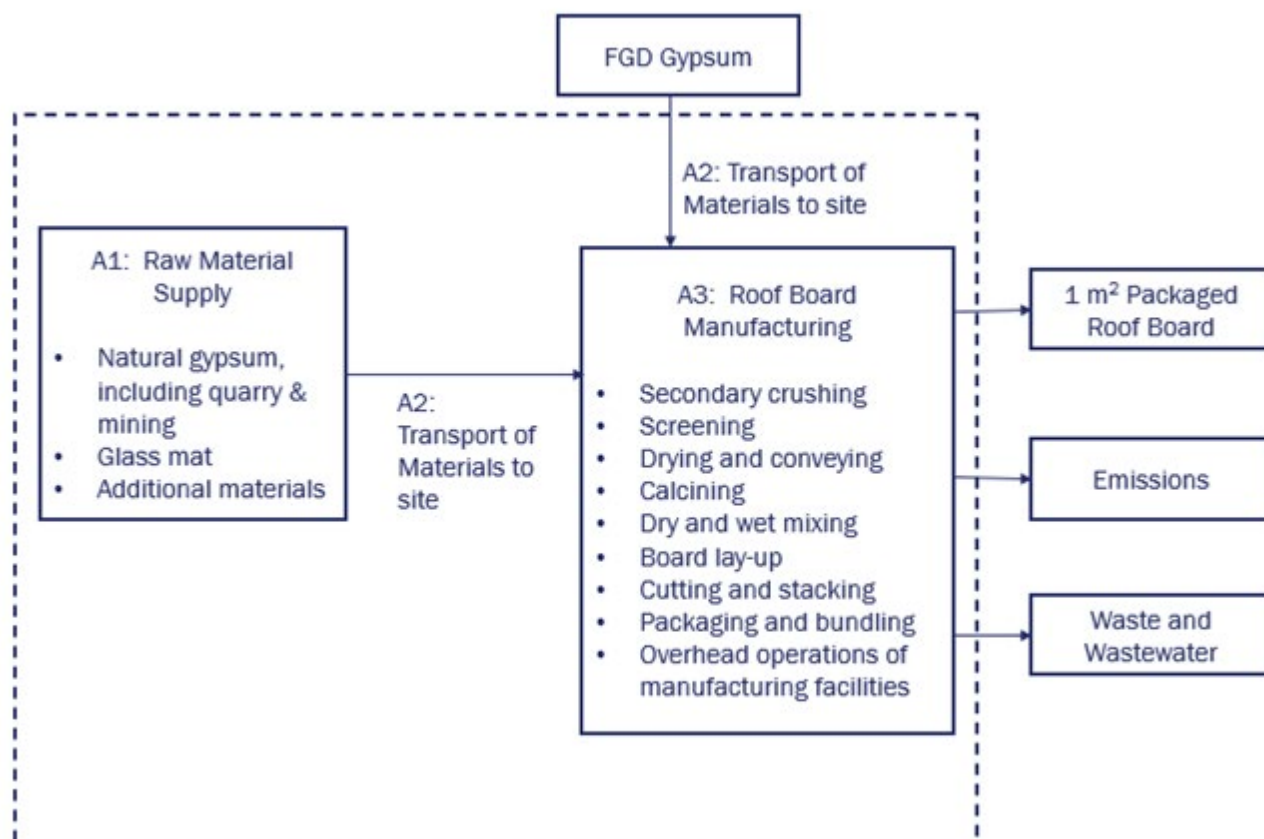 FGD Gypsum
A2: Transport of
Materials to site
A1: Raw Material
Supply
• Natural gypsum,
including quarry &
mining
• Glass mat
• Additional materials
A2:
Transport of
Materials to
site
A3: Roof Board
Manufacturing
• Secondary crushing
• Screening
• Drying and conveying
• Calcining
• Dry and wet mixing
• Board lay-up
• Cutting and stacking
• Packaging and bundling
• Overhead operations of
manufacturing facilities
1 m² Packaged
Roof Board
Emissions
Waste and
Wastewater